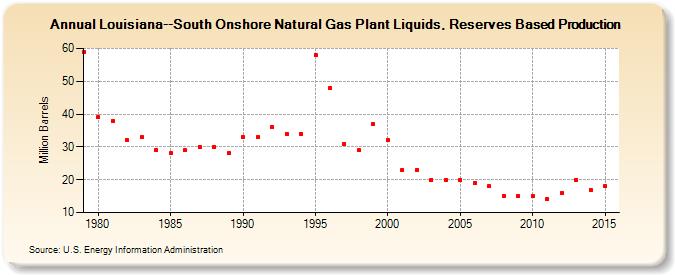 Annual Louisiana--South Onshore Natural Gas Plant Liquids, Reserves Based Production
Million Barrels
60
50
40
30
20
10
1980 1985 1990 1995 2000 2005 2010 2015
Source: U.S. Energy Information Administration